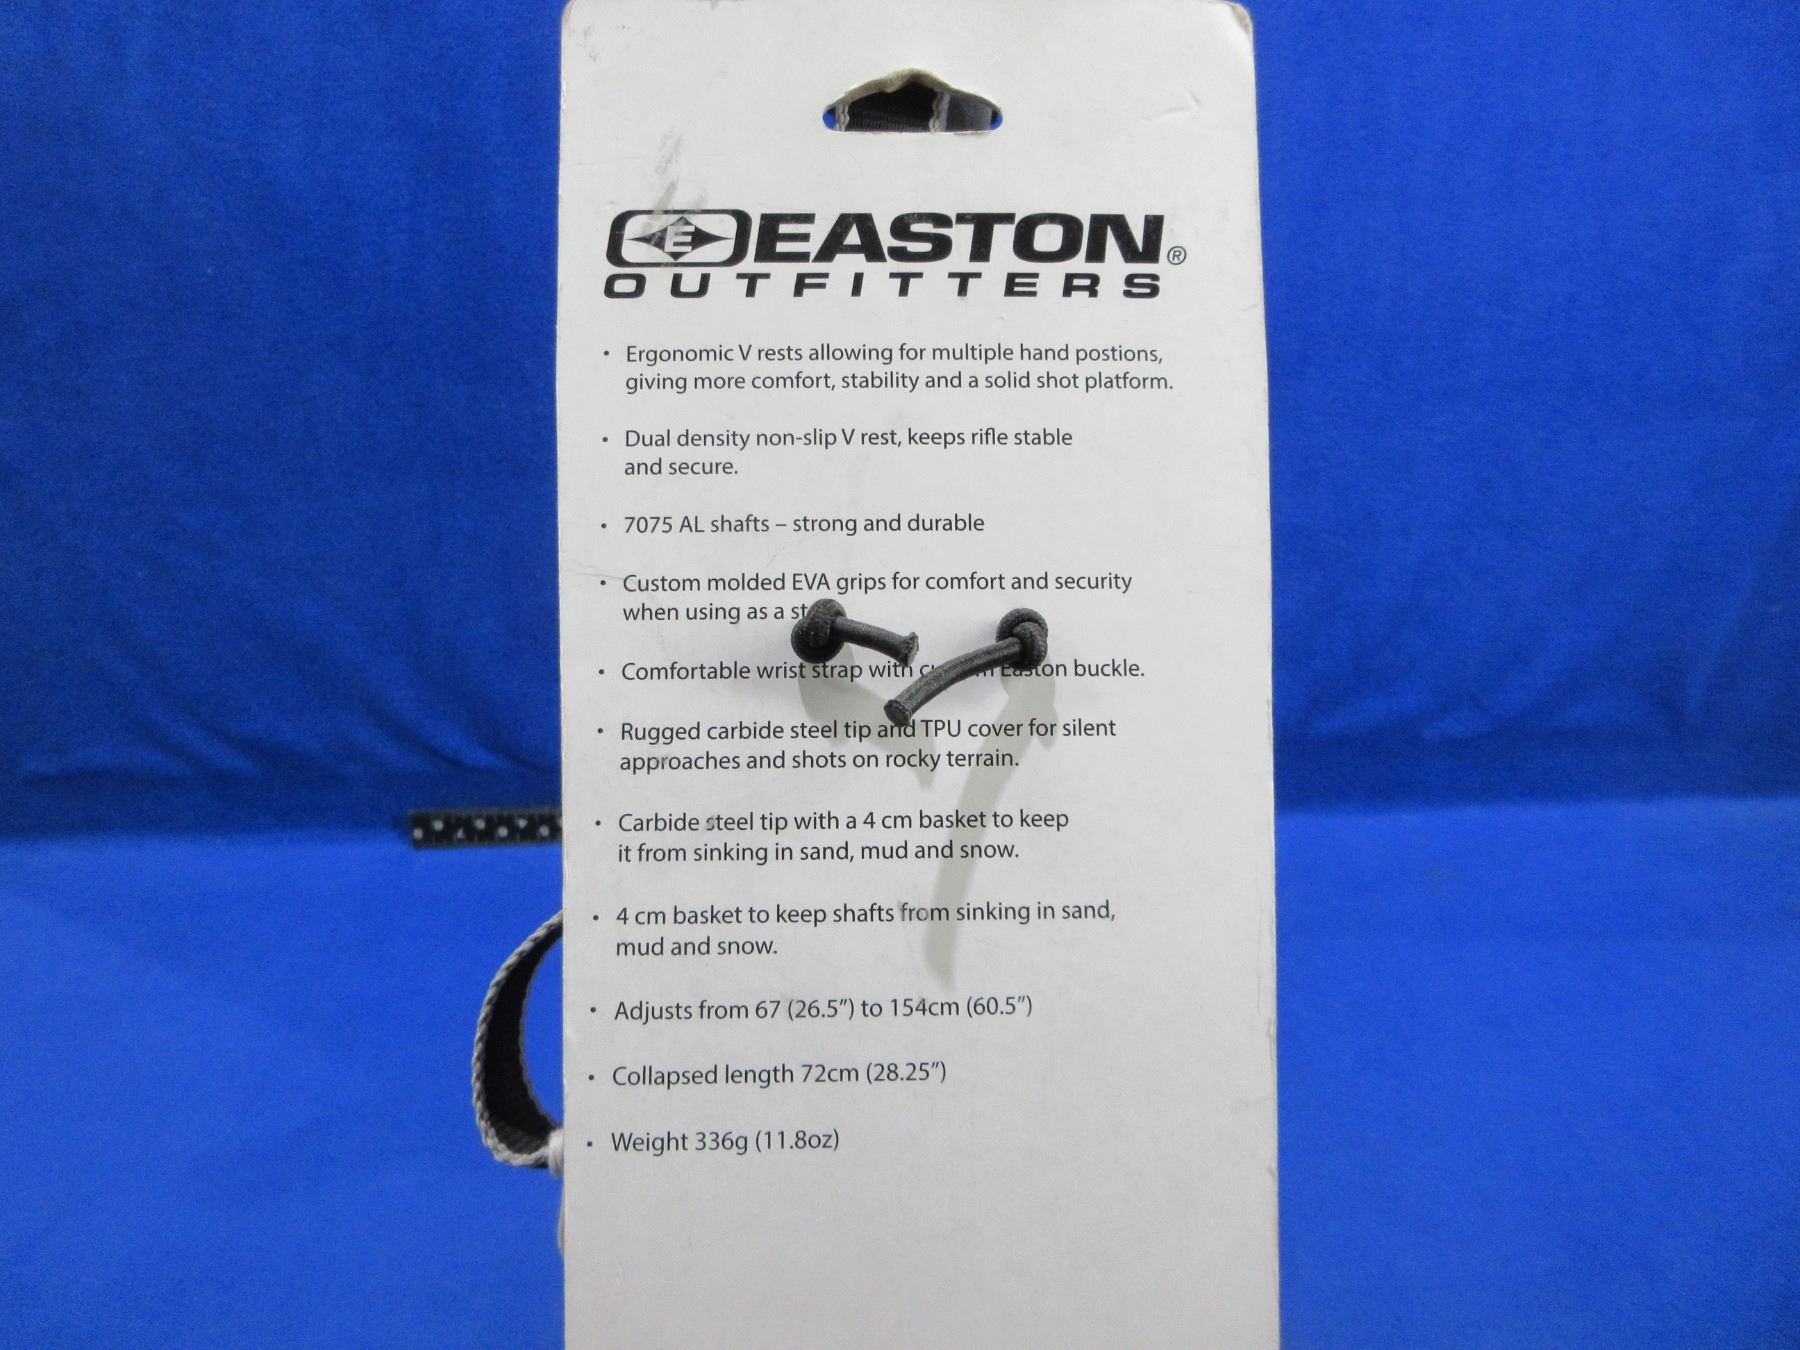 E EASTON®
OUTFITTERS
• Ergonomic V rests allowing for multiple hand postions,
giving more comfort, stability and a solid shot platform.
• Dual density non-slip V rest, keeps rifle stable
and secure.
• 7075 AL shafts – strong and durable
• Custom molded EVA grips for comfort and security
when using as a
• Comfortable wrist strap with Easton buckle.
• Rugged carbide steel tip and TPU cover for silent
approaches and shots on rocky terrain.
• Carbide steel tip with a 4 cm basket to keep
it from sinking in sand, mud and snow.
• 4 cm basket to keep shafts from sinking in sand,
mud and snow.
• Adjusts from 67 (26.5”) to 154cm (60.5”)
• Collapsed length 72cm (28.25”)
• Weight 336g (11.8oz)